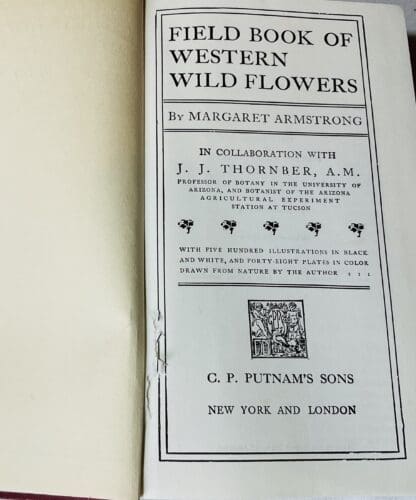 FIELD BOOK OF
WESTERN
WILD FLOWERS
By MARGARET ARMSTRONG
IN COLLABORATION WITH
J. J. THORNBER, A.M.
PROFESSOR OF BOTANY IN THE UNIVERSITY OF
ARIZONA, AND BOTANIST OF THE ARIZONA
AGRICULTURAL EXPERIMENT
STATION AT TUCSON
WITH FIVE HUNDRED ILLUSTRATIONS IN BLACK
AND WHITE, AND FORTY-EIGHT PLATES IN COLOR
DRAWN FROM NATURE BY THE AUTHOR : : :
G. P. PUTNAM'S SONS
NEW YORK AND LONDON